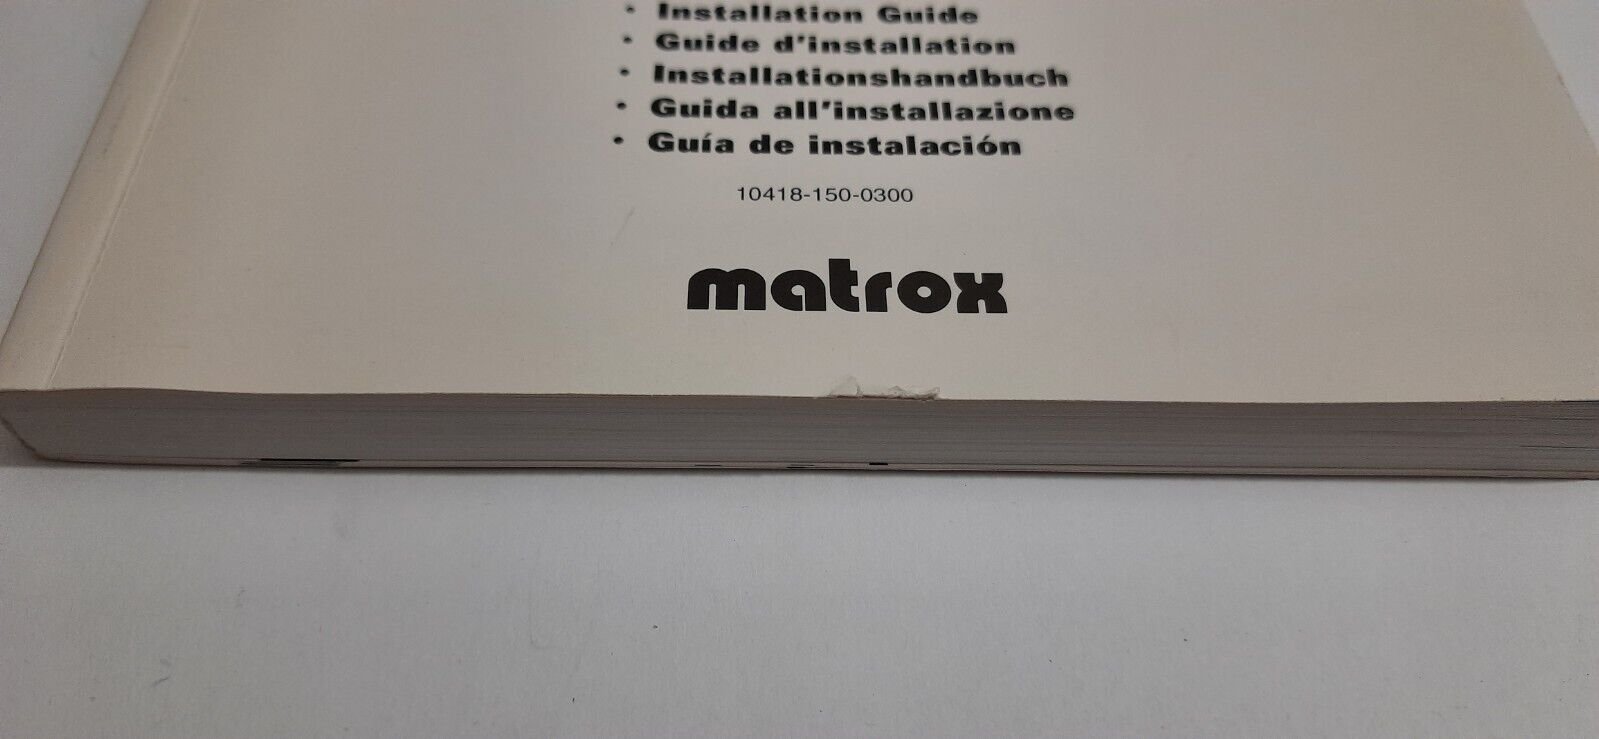 • Installation Guide
• Guide d'installation
• Installationshandbuch
• Guida all'installazione
• Guía de instalación
10418-150-0300
matrox